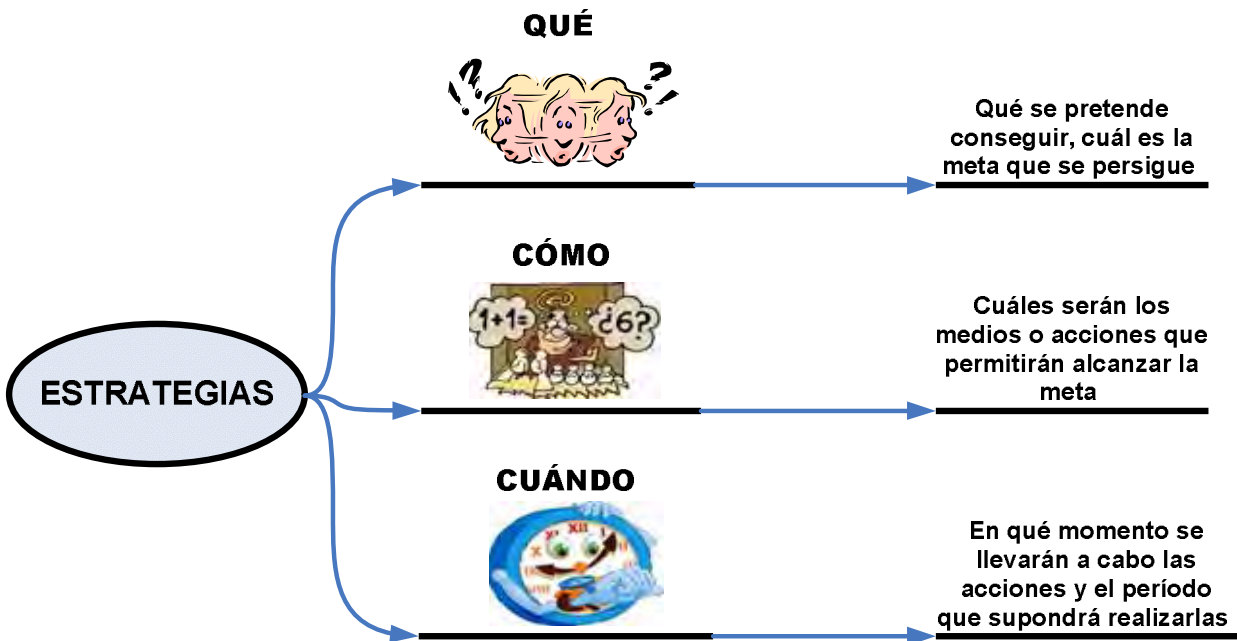 QUÉ
!?
?!
Qué se pretende
conseguir, cuál es la
meta que se persigue
CÓMO
1+1=
¿6?
Cuáles serán los
medios o acciones que
permitirán alcanzar la
meta
ESTRATEGIAS
CUÁNDO
XII
I
X
En qué momento se
llevarán a cabo las
acciones y el período
que supondrá realizarlas